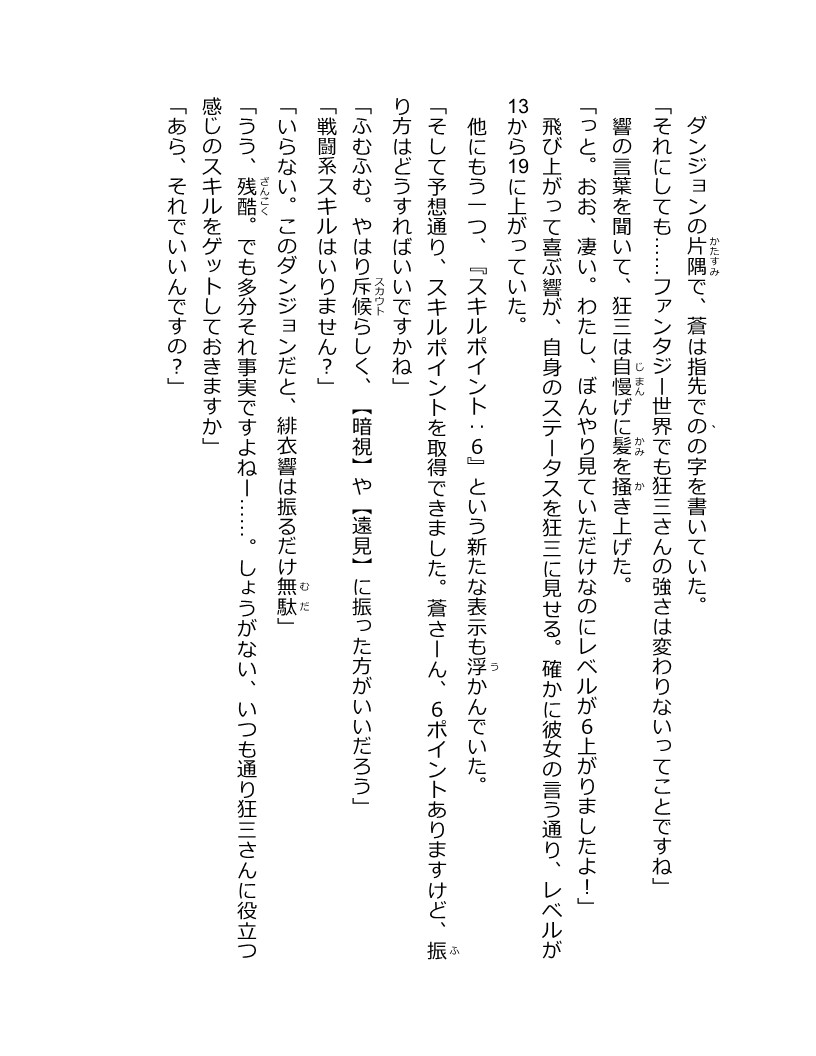 ダンジョンの片隅で、蒼は指先でのの字を書いていた。
「それにしても……ファンタジー世界でも狂三さんの強さは変わりないってことですね」
響の言葉を聞いて、狂三は自慢げに髪を掻き上げた。
「っと。おお、凄い。わたし、ぼんやり見ていただけなのにレベルが６上がりましたよ！」
飛び上がって喜ぶ響が、自身のステータスを狂三に見せる。確かに彼女の言う通り、レベルが
13から19に上がっていた。
他にもう一つ、『スキルポイント：６』という新たな表示も浮かんでいた。
「そして予想通り、スキルポイントを取得できました。蒼さーん、６ポイントありますけど、振
り方はどうすればいいですかね」
「ふむふむ。やはり斥候らしく、【暗視】や【遠見】に振った方がいいだろう」
「戦闘系スキルはいりません？」
「いらない。このダンジョンだと、緋衣響は振るだけ無駄」
「うう、残酷。でも多分それ事実ですよねー……。しょうがない、いつも通り狂三さんに役立つ
感じのスキルをゲットしておきますか」
「あら、それでいいんですの？」